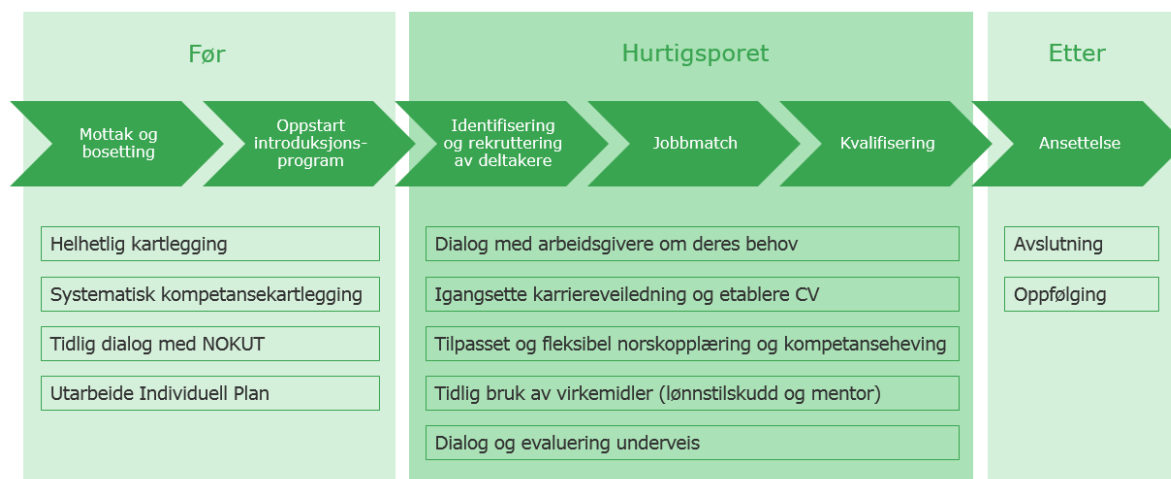 Før
Hurtigsporet
Etter
Mottak og
bosetting
Oppstart
introduksjons-
program
Identifisering
og rekruttering
av deltakere
Jobbmatch
Kvalifisering
Ansettelse
Helhetlig kartlegging
Systematisk kompetansekartlegging
Tidlig dialog med NOKUT
Utarbeide Individuell Plan
Dialog med arbeidsgivere om deres behov
Igangsette karriereveiledning og etablere CV
Tilpasset og fleksibel norskopplæring og kompetanseheving
Tidlig bruk av virkemidler (lønnstilskudd og mentor)
Dialog og evaluering underveis
Avslutning
Oppfølging